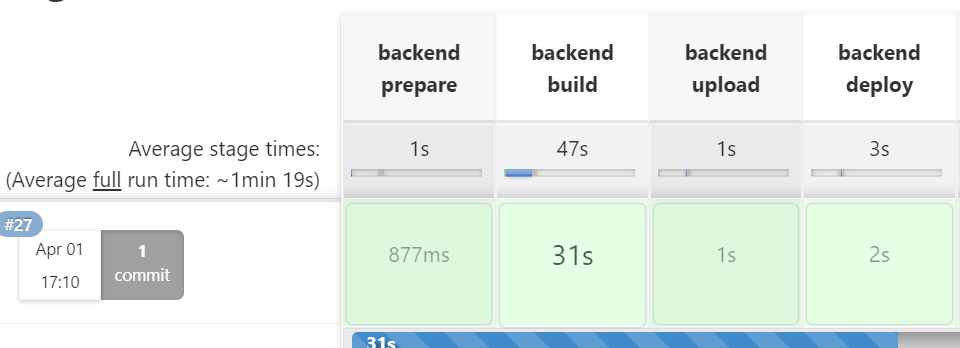 backend prepare
backend build
backend upload
backend deploy
Average stage times:
1s
47s
1s
3s
(Average full run time: ~1min 19s)
#27
Apr 01
17:10
1
commit
877ms
31s
1s
2s
31s